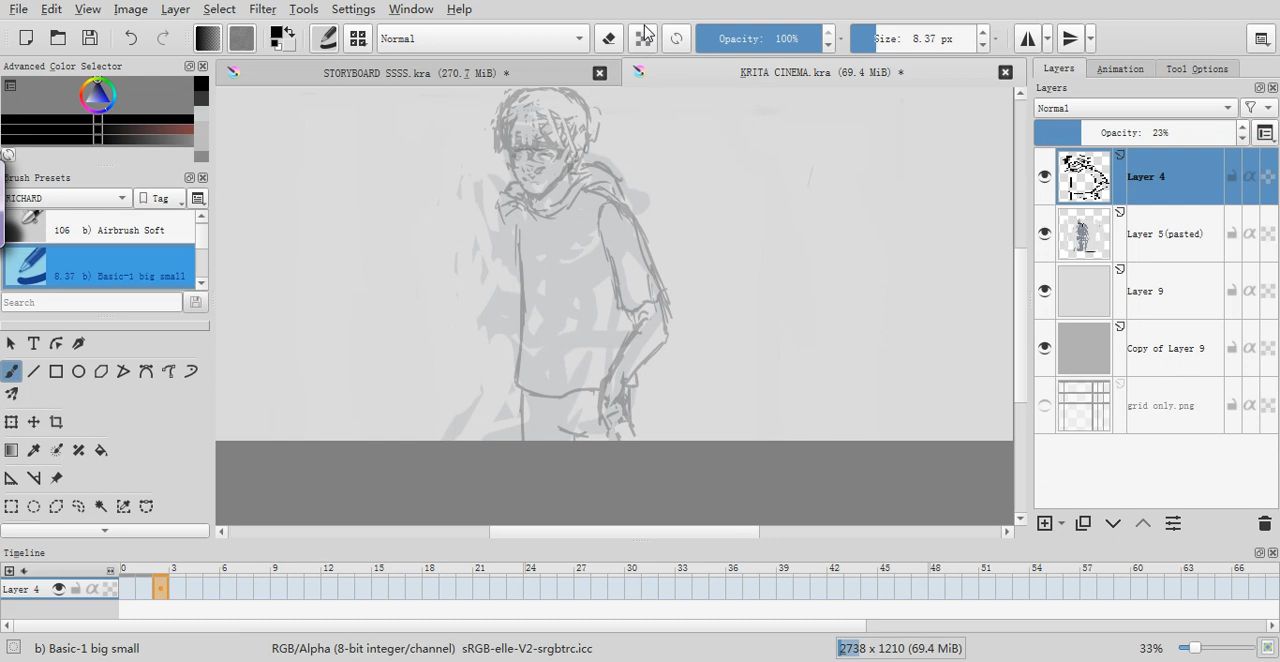 File Edit View Image Layer Select Filter Tools Settings Window Help
Normal
Opacity: 100%
Size: 8.37 px
Advanced Color Selector
STORYBOARD SSSS.kra (270.7 MiB) *
KRITA CINEMA.kra (69.4 MiB) *
Layers Animation Tool Options
Layers
Normal
Opacity: 23%
Brush Presets
RICHARD
Tag
106 b) Airbrush Soft
8.37 b) Basic-1 big small
Search
Layer 4
Layer 5(pasted)
Layer 9
Copy of Layer 9
grid only.png
Timeline
0 3 6 9 12 15 18 21 24 27 30 33 36 39 42 45 48 51 54 57 60 63 66
Layer 4
b) Basic-1 big small
RGB/Alpha (8-bit integer/channel) sRGB-elle-V2-srgbtrc.icc
2738 x 1210 (69.4 MiB)
33%